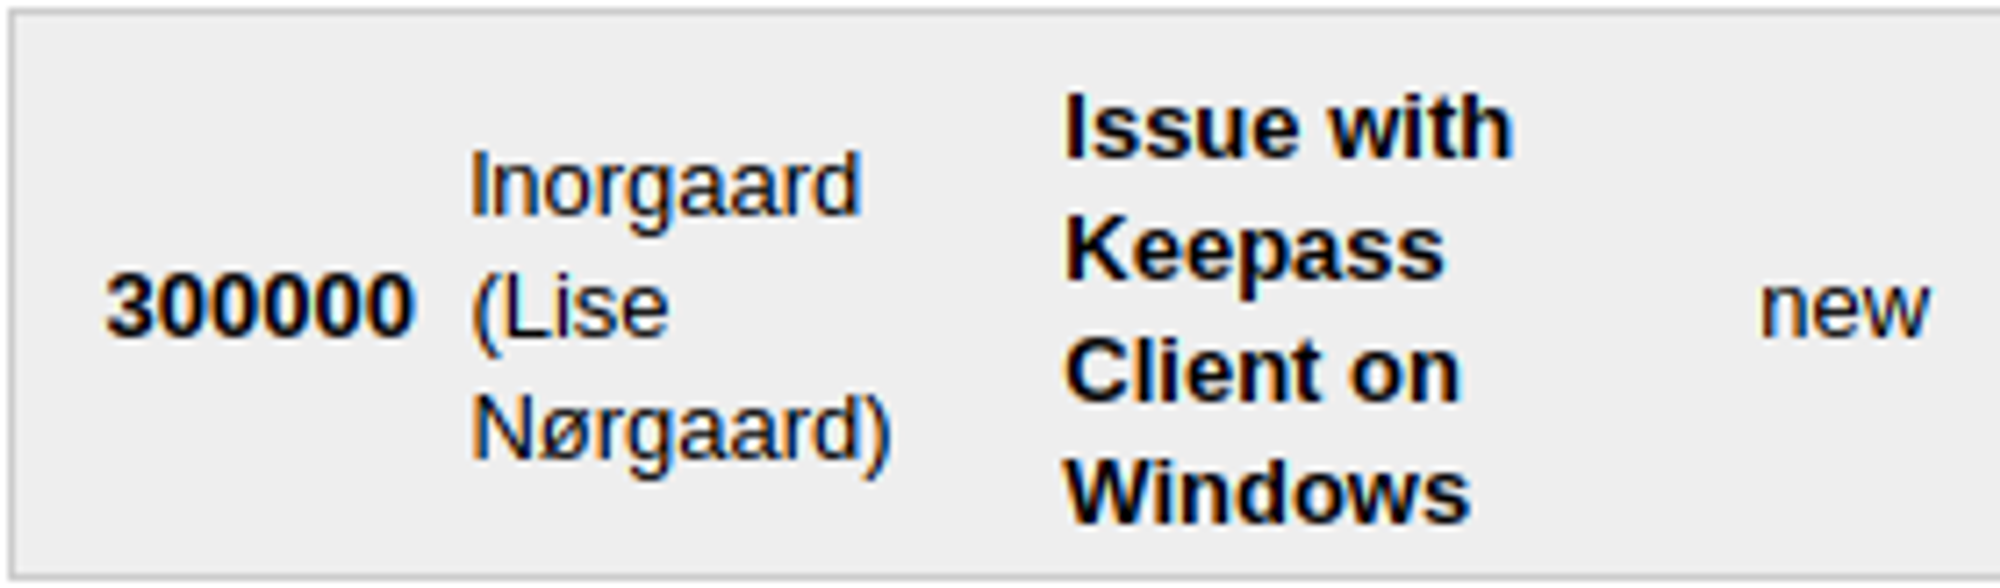 300000
lnorgaard
(Lise
Nørgaard)
Issue with
Keepass
Client on
Windows
new